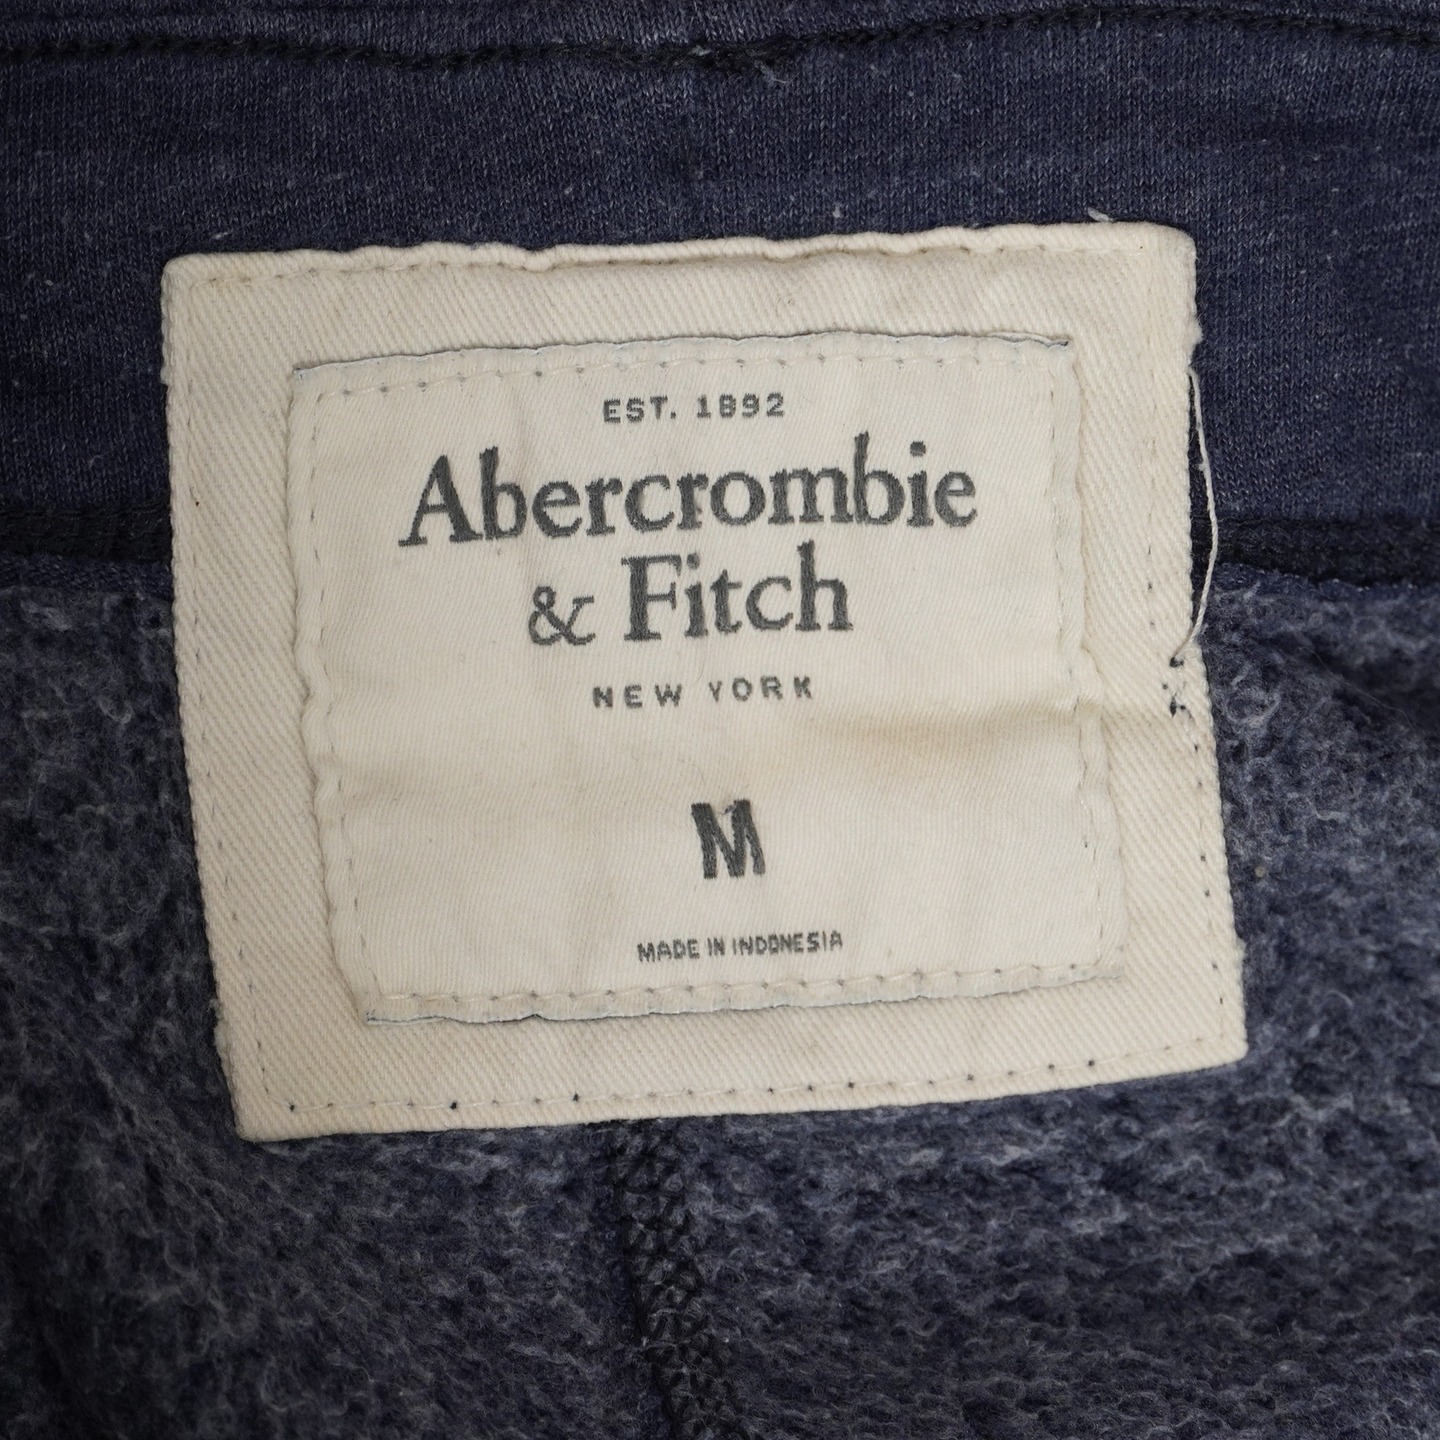 EST. 1892
Abercrombie
& Fitch
NEW YORK
M
MADE IN INDONESIA